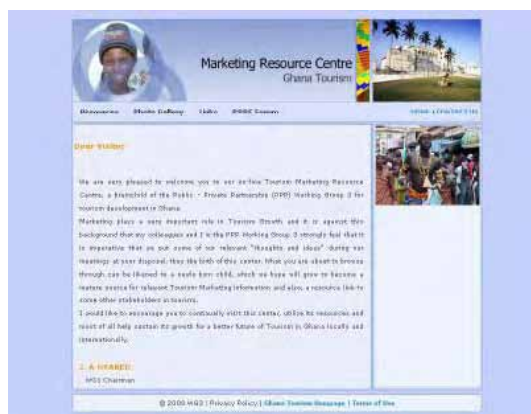 Marketing Resource Centre
Ghana Tourism
Resources Photo Gallery Links
Dear Visitor
We are very pleased to welcome you to our on-line Tourism Marketing Resource
Centre, a brainchild of the Public - Private Partnership (PPP) Working Group 3 for
tourism development in Ghana.
Marketing plays a very important role in Tourism Growth and it is against this
background that my colleagues and I in the PPP Working Group 3 strongly feel that it
is imperative that we put some of our relevant "thoughts and ideas" during our
meetings at your disposal, thus the birth of this center. What you are about to browse
through can be likened to a newly born child, which we hope will grow to become a
mature source for relevant Tourism Marketing Information and also, a resource link to
some other stakeholders in tourism.
I would like to encourage you to continually visit this center, utilize its resources and
most of all help sustain its growth for a better future of Tourism in Ghana locally and
internationally.
WG3 Chairman
WG3 | Privacy Policy | Ghana Tourism Homepage | Terms of Use